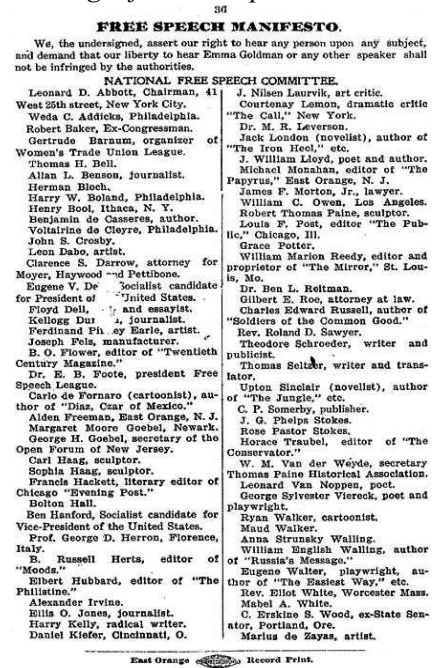 36
FREE SPEECH MANIFESTO.
We, the undersigned, assert our right to hear any person upon any subject,
and demand that our liberty to hear Emma Goldman or any other speaker shall
not be infringed by the authorities.
NATIONAL FREE SPEECH COMMITTEE.
Leonard D. Abbott, Chairman, 41
West 25th street, New York City.
Weda C. Addicks, Philadelphia.
Robert Baker, Ex-Congressman.
Gertrude Barnum, organizer of
Women's Trade Union League.
Thomas H. Bell.
Allan L. Benson, journalist.
Herman Bloch.
Harry W. Boland, Philadelphia.
Henry Bool, Ithaca, N. Y.
Benjamin de Casseres, author.
Voltairine de Cleyre, Philadelphia.
John S. Crosby.
Leon Dabo, artist.
Clarence S. Darrow, attorney for
Moyer, Haywood and Pettibone.
Eugene V. De Socialist candidate
for President of United States.
Floyd Dell, and essayist.
Kellogg Du , journalist.
Ferdinand Pi ey Earle, artist.
Joseph Fels, manufacturer.
B. O. Flower, editor of "Twentieth
Century Magazine."
Dr. E. B. Foote, president Free
Speech League.
Carlo de Fornaro (cartoonist), au-
thor of "Diaz, Czar of Mexico."
Alden Freeman, East Orange, N. J.
Margaret Moore Goebel, Newark.
George H. Goebel, secretary of the
Open Forum of New Jersey.
Carl Haag, sculptor.
Sophia Haag, sculptor.
Francis Hackett, literary editor of
Chicago "Evening Post."
Bolton Hall.
Ben Hanford, Socialist candidate for
Vice-President of the United States.
Prof. George D. Herron, Florence,
Italy.
B. Russell Herts, editor of
"Moods."
Elbert Hubbard, editor of "The
Philistine."
Alexander Irvine.
Ellis O. Jones, journalist.
Harry Kelly, radical writer.
Daniel Kiefer, Cincinnati, O.
J. Nilsen Laurvik, art critic.
Courtenay Lemon, dramatic critic
"The Call," New York.
Dr. M. R. Leverson.
Jack London (novelist), author of
"The Iron Heel," etc.
J. William Lloyd, poet and author.
Michael Monahan, editor of "The
Papyrus," East Orange, N. J.
James F. Morton, Jr., lawyer.
William C. Owen, Los Angeles.
Robert Thomas Paine, sculptor.
Louis F. Post, editor "The Pub-
lic," Chicago, Ill.
Grace Potter.
William Marion Reedy, editor and
proprietor of "The Mirror," St. Lou-
is, Mo.
Dr. Ben L. Reitman.
Gilbert E. Roe, attorney at law.
Charles Edward Russell, author of
"Soldiers of the Common Good."
Rev. Roland D. Sawyer.
Theodore Schroeder, writer and
publicist.
Thomas Seltzer, writer and trans-
lator.
Upton Sinclair (novelist), author
of "The Jungle," etc.
C. P. Somerby, publisher.
J. G. Phelps Stokes.
Rose Pastor Stokes.
Horace Traubel, editor of "The
Conservator."
W. M. Van der Weyde, secretary
Thomas Paine Historical Association.
Leonard Van Noppen, poet.
George Sylvester Viereck, poet and
playwright.
Ryan Walker, cartoonist.
Maud Walker.
Anna Strunsky Walling.
William English Walling, author
of "Russia's Message."
Eugene Walter, playwright, au-
thor of "The Easiest Way," etc.
Rev. Eliot White, Worcester Mass.
Mabel A. White.
C. Erskine S. Wood, ex-State Sen-
ator, Portland, Ore.
Marius de Zayas, artist.
East Orange Record Print.